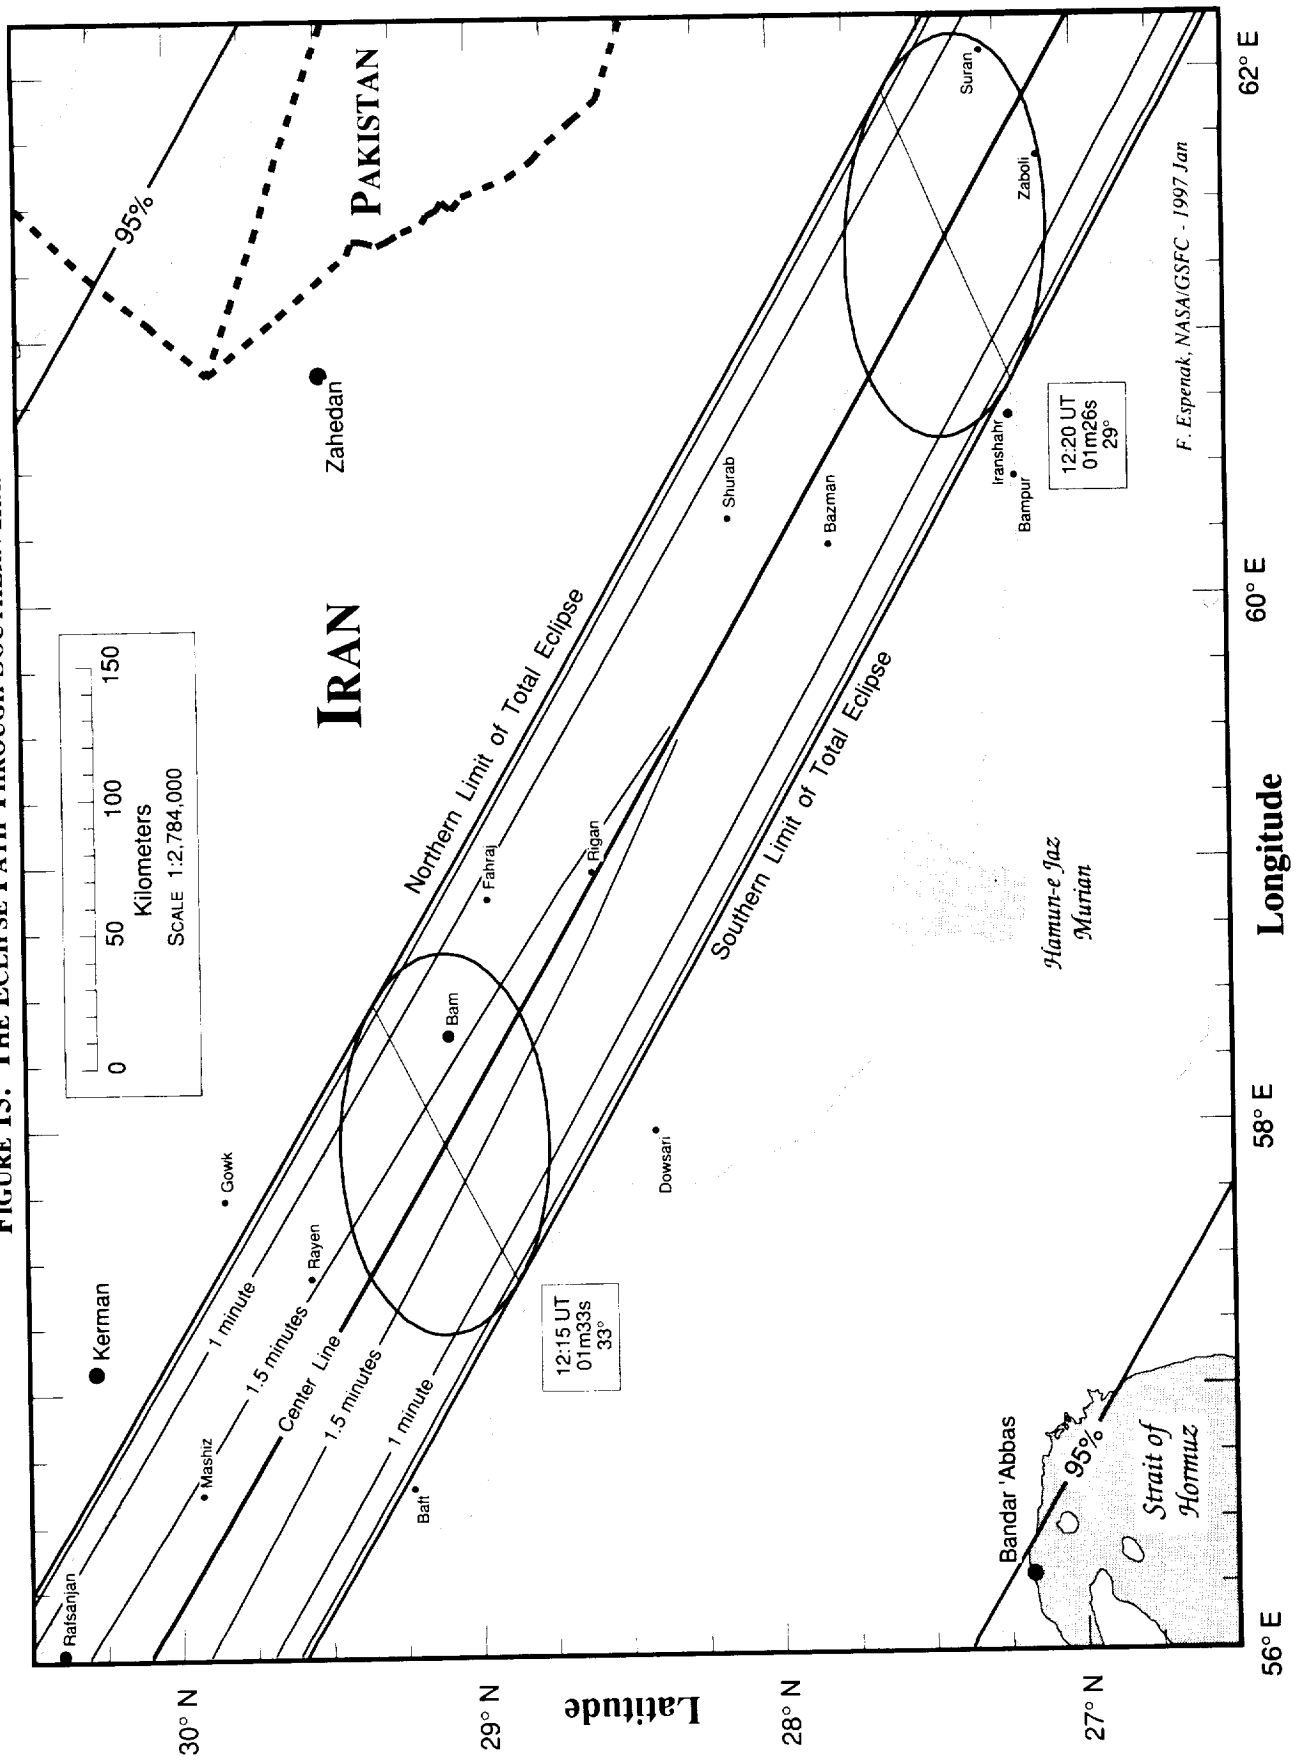 FIGURE 13: THE ECLIPSE PATH THROUGH SOUTHEAN IRAN
95%
PAKISTAN
Zahedan
IRAN
0 50 100 150
Kilometers
SCALE 1:2,784,000
Northern Limit of Total Eclipse
Southern Limit of Total Eclipse
Suran
Zaboli
Iranshahr
Bampur
12:20 UT
01m26s
29°
Shurab
Bazman
Fahraj
Rigan
Bam
Gowk
Rayen
Kerman
Mashiz
Rafsanjan
Baft
Dowsari
1 minute
1.5 minutes
Center Line
1.5 minutes
1 minute
12:15 UT
01m33s
33°
Hamun-e Jaz
Murian
Bandar 'Abbas
95%
Strait of
Hormuz
F. Espenak, NASA/GSFC - 1997 Jan
30° N
29° N
28° N
27° N
Latitude
56° E
58° E
60° E
62° E
Longitude